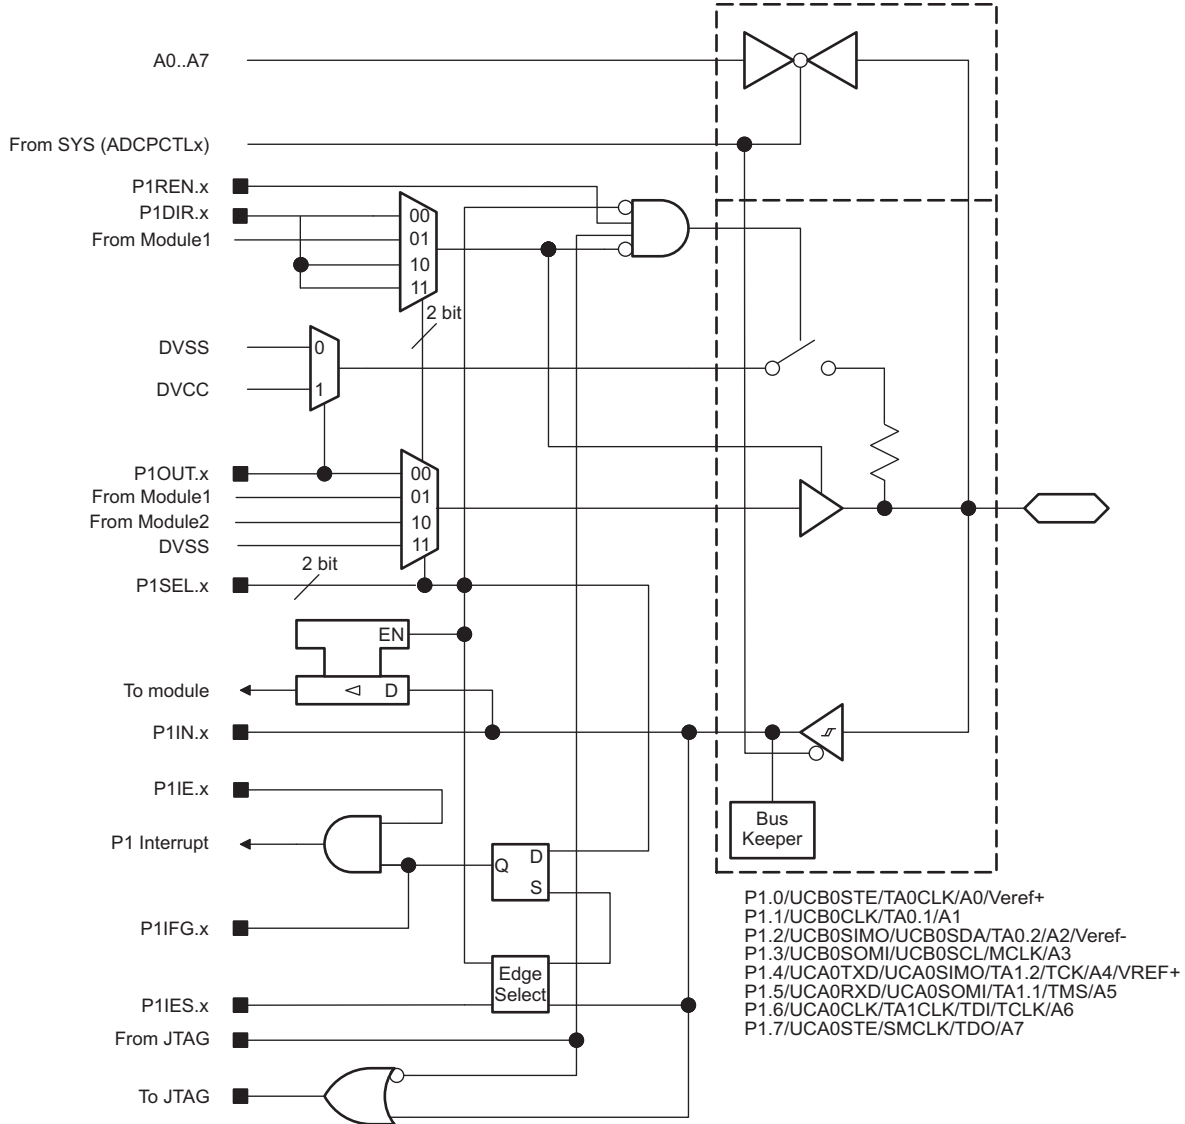 A0..A7
From SYS (ADCPCTLx)
P1REN.x
P1DIR.x
From Module1
00
01
10
11
2 bit
DVSS
DVCC
0
1
P1OUT.x
From Module1
From Module2
DVSS
00
01
10
11
2 bit
P1SEL.x
EN
D
To module
P1IN.x
P1IE.x
P1 Interrupt
Q
D
S
P1IFG.x
Edge
Select
P1IES.x
From JTAG
To JTAG
Bus
Keeper
P1.0/UCB0STE/TA0CLK/A0/Veref+
P1.1/UCB0CLK/TA0.1/A1
P1.2/UCB0SIMO/UCB0SDA/TA0.2/A2/Veref-
P1.3/UCB0SOMI/UCB0SCL/MCLK/A3
P1.4/UCA0TXD/UCA0SIMO/TA1.2/TCK/A4/VREF+
P1.5/UCA0RXD/UCA0SOMI/TA1.1/TMS/A5
P1.6/UCA0CLK/TA1CLK/TDI/TCLK/A6
P1.7/UCA0STE/SMCLK/TDO/A7